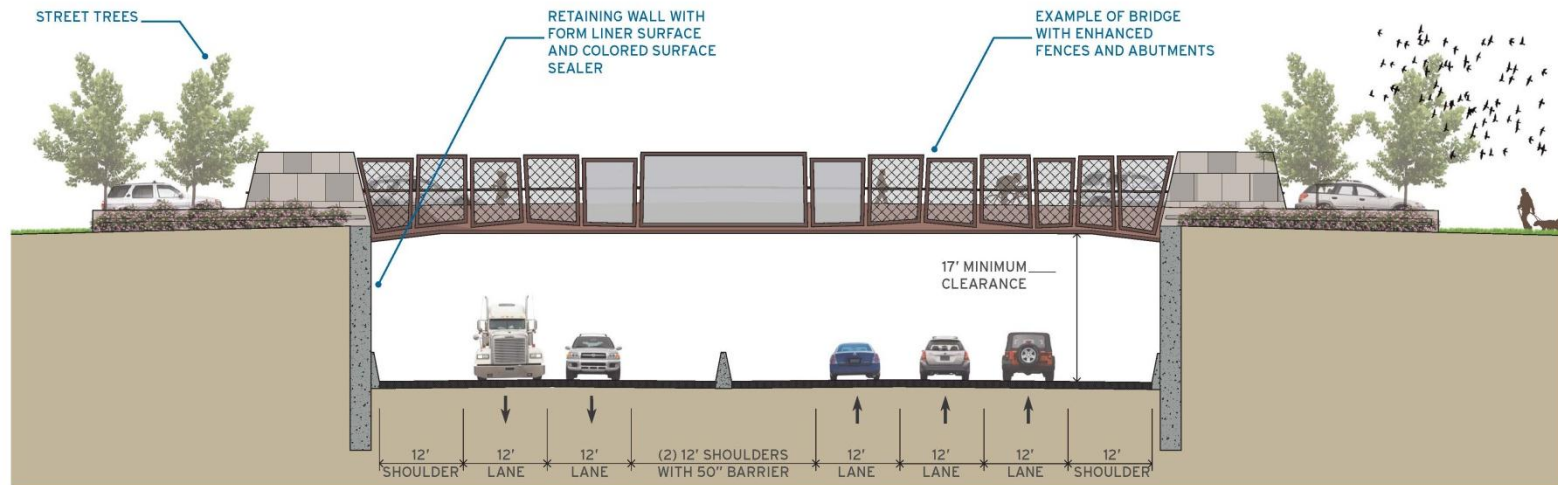 STREET TREES
RETAINING WALL WITH
FORM LINER SURFACE
AND COLORED SURFACE
SEALER
EXAMPLE OF BRIDGE
WITH ENHANCED
FENCES AND ABUTMENTS
17' MINIMUM
CLEARANCE
12'
SHOULDER
12'
LANE
12'
LANE
(2) 12' SHOULDERS
WITH 50" BARRIER
12'
LANE
12'
LANE
12'
LANE
12'
SHOULDER